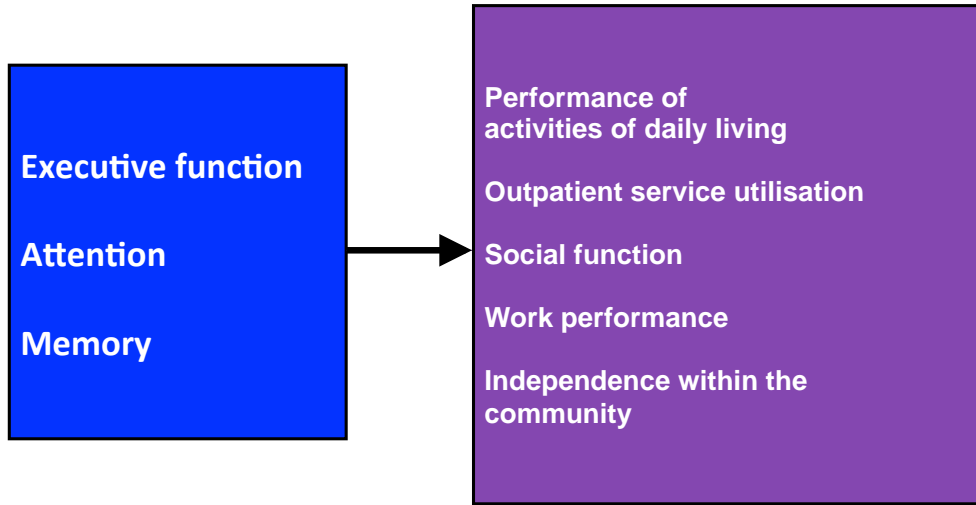 Executive function
Attention
Memory
Performance of
activities of daily living
Outpatient service utilisation
Social function
Work performance
Independence within the
community